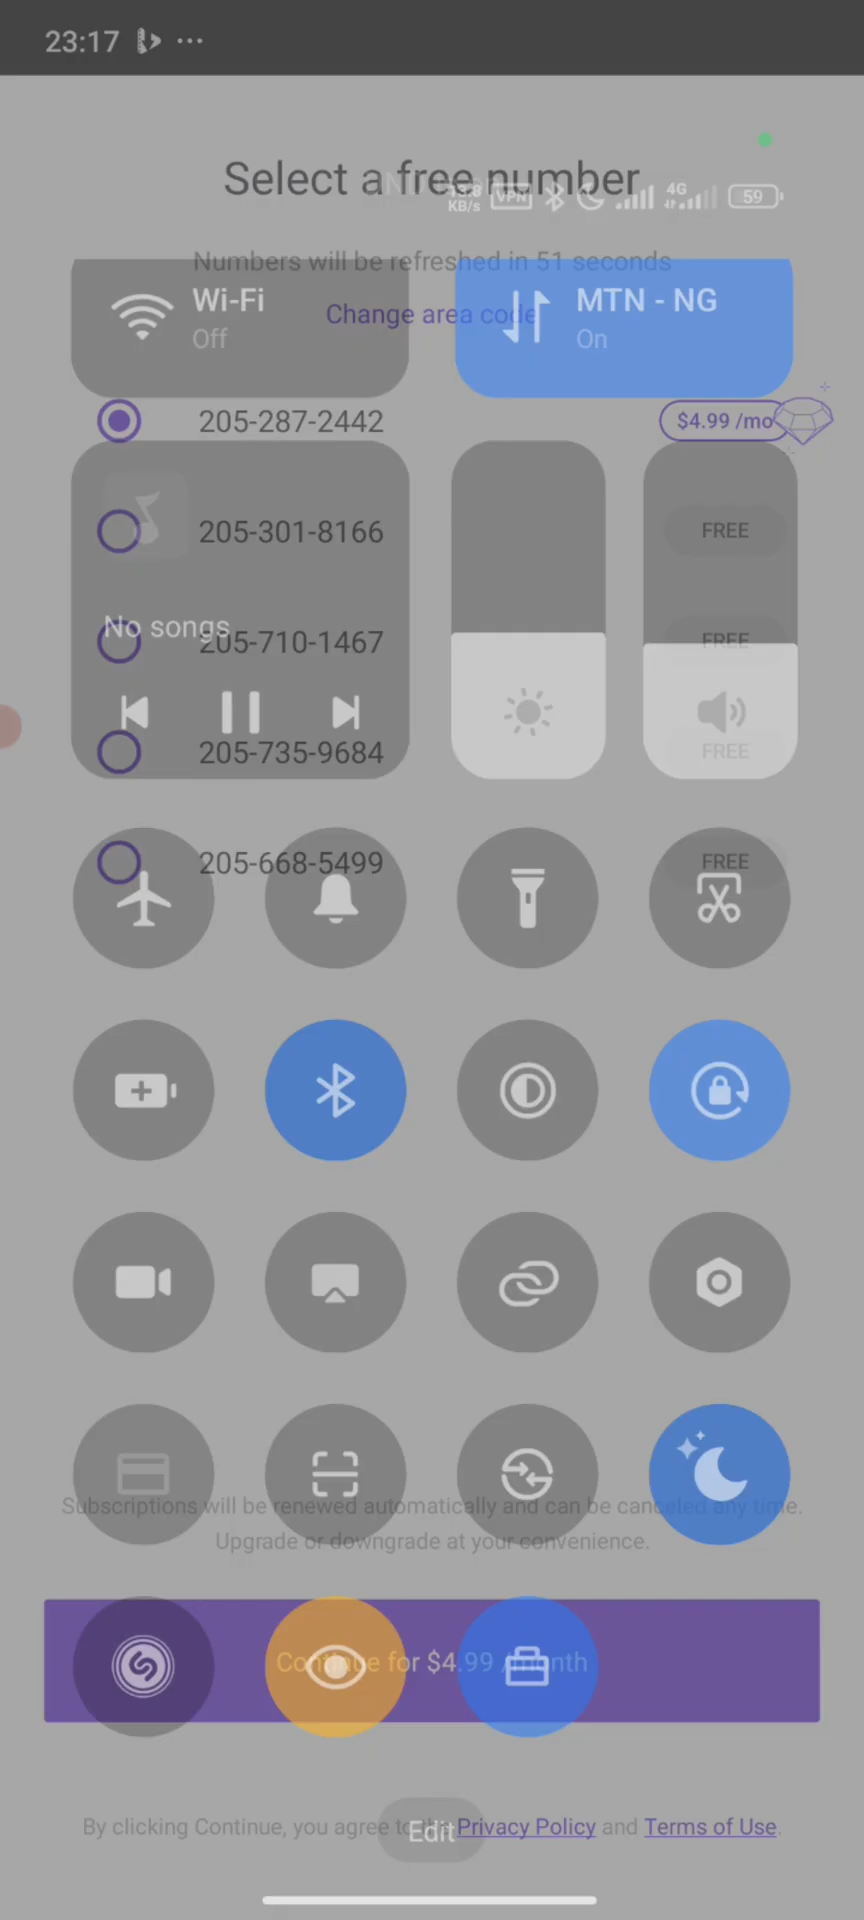 23:17
Select a free number
KB/s VPN 4G 59
Numbers will be refreshed in 51 seconds
Wi-Fi
Off
MTN - NG
On
Change area code
205-287-2442 $4.99 /mo
205-301-8166 FREE
No songs
205-710-1467 FREE
205-735-9684 FREE
205-668-5499 FREE
Subscriptions will be renewed automatically and can be canceled any time.
Upgrade or downgrade at your convenience.
Continue for $4.99 /month
By clicking Continue, you agree to the Privacy Policy and Terms of Use.
Edit